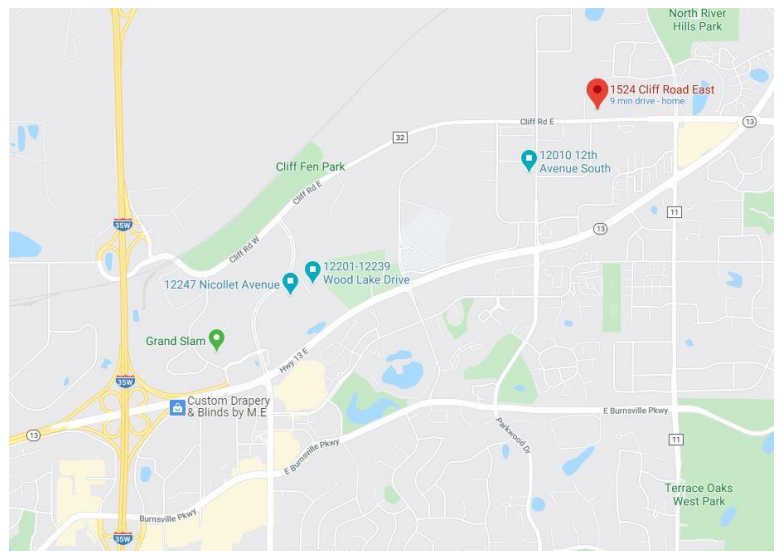 North River
Hills Park
1524 Cliff Road East
9 min drive - home
Cliff Rd E
13
32
12010 12th
Avenue South
Cliff Fen Park
Cliff Rd E
11
35W
13
Cliff Rd W
12201-12239
Wood Lake Drive
12247 Nicollet Avenue
Grand Slam
Hwy 13 E
35W
Custom Drapery
& Blinds by M.E
E Burnsville Pkwy
13
Parkwood Dr
11
E Burnsville Pkwy
Terrace Oaks
West Park
Burnsville Pkwy
35W